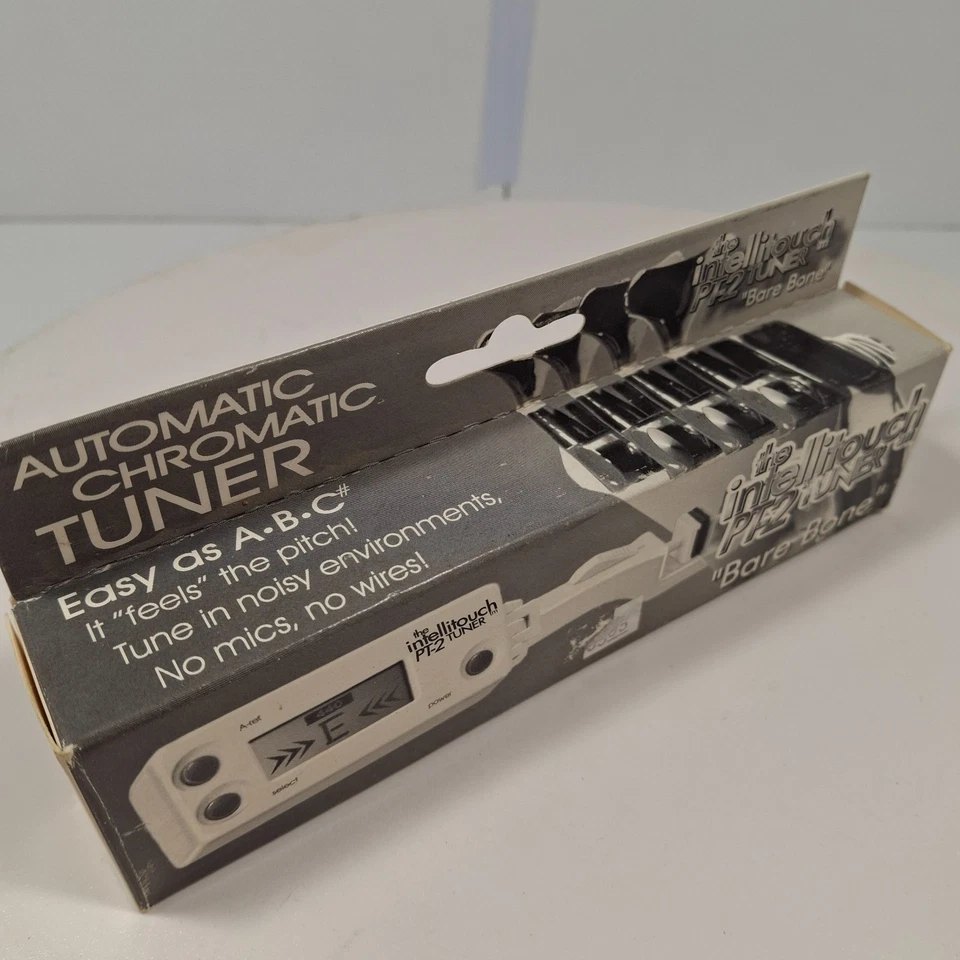 the
intellitouch
PT-2 TUNER
"Bare Bone"
AUTOMATIC
CHROMATIC
TUNER
Easy as A•B•C#
It "feels" the pitch!
Tune in noisy environments,
No mics, no wires!
the
intellitouch
PT-2 TUNER
"Bare Bone"
the
intellitouch
PT-2 TUNER
A-ref
440
E
power
select